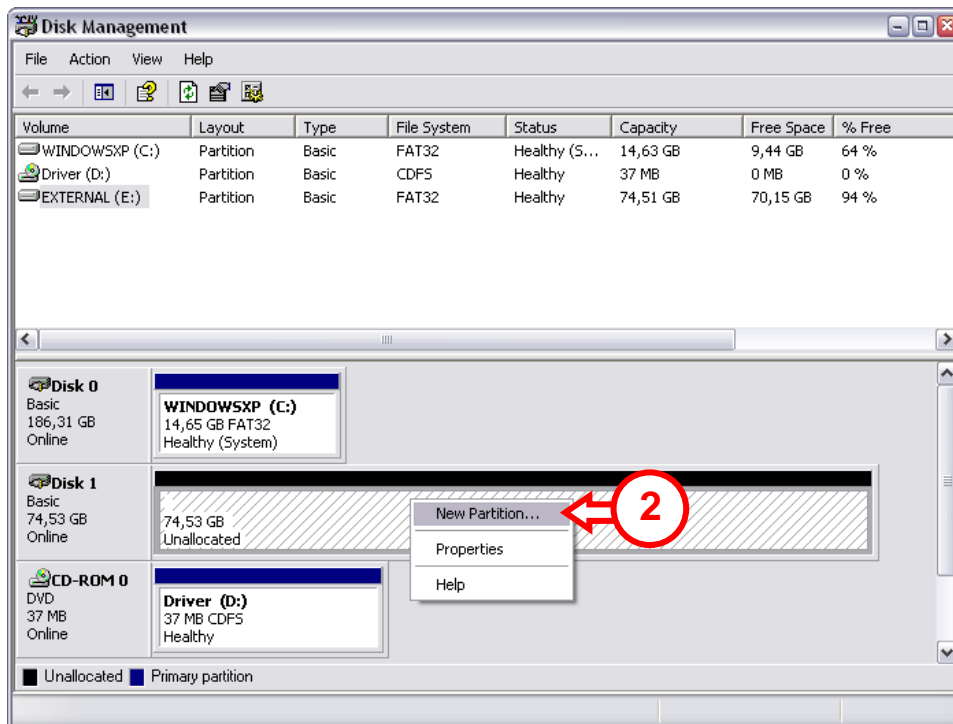 Disk Management
File Action View Help
Volume Layout Type File System Status Capacity Free Space % Free
WINDOWSXP (C:) Partition Basic FAT32 Healthy (S... 14,63 GB 9,44 GB 64 %
Driver (D:) Partition Basic CDFS Healthy 37 MB 0 MB 0 %
EXTERNAL (E:) Partition Basic FAT32 Healthy 74,51 GB 70,15 GB 94 %
Disk 0
Basic
186,31 GB
Online
WINDOWSXP (C:)
14,65 GB FAT32
Healthy (System)
Disk 1
Basic
74,53 GB
Online
74,53 GB
Unallocated
New Partition...
Properties
Help
2
CD-ROM 0
DVD
37 MB
Online
Driver (D:)
37 MB CDFS
Healthy
Unallocated Primary partition